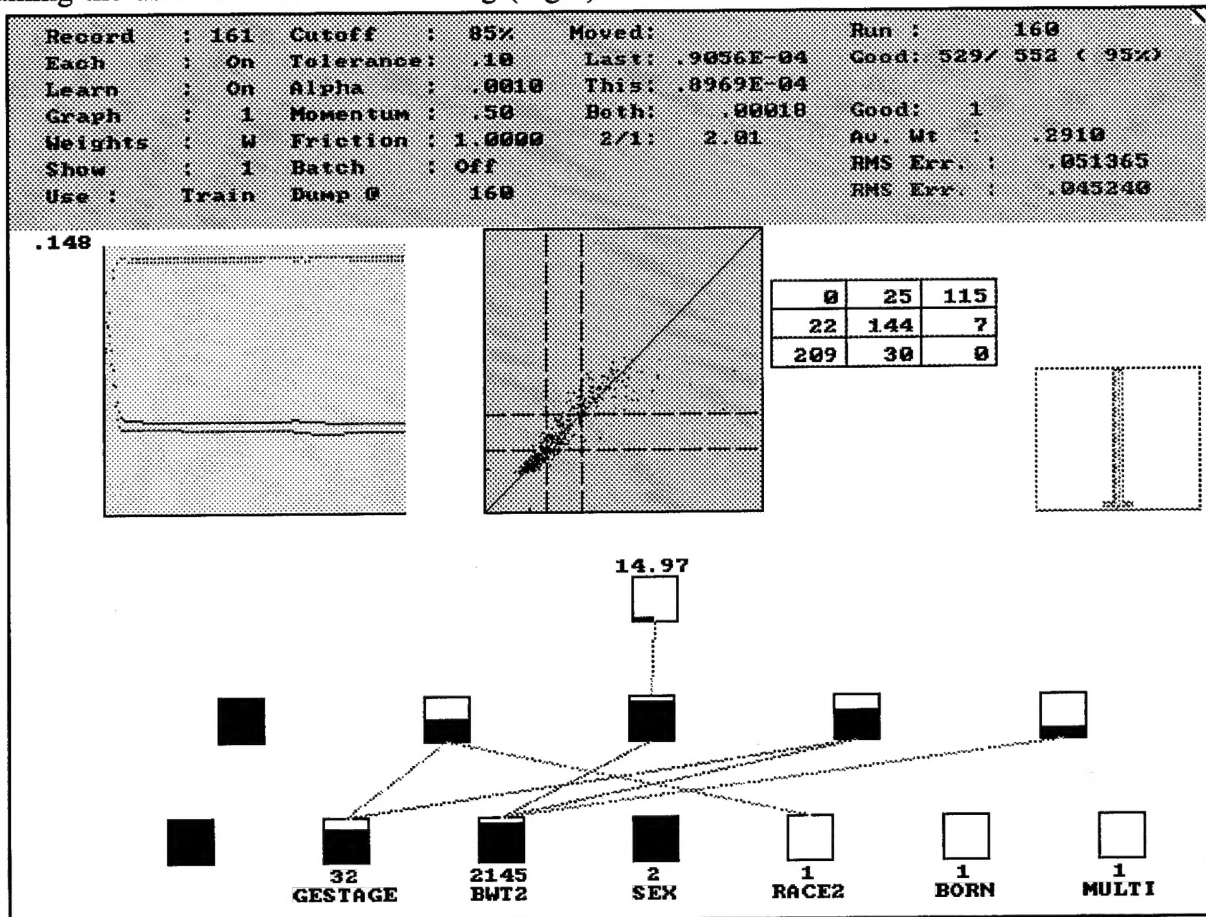 Record : 161 Cutoff : 85% Moved: Run : 160
Each : On Tolerance: .10 Last: .9056E-04 Good: 529/ 552 ( 95%)
Learn : On Alpha : .0010 This: .8969E-04
Graph : 1 Momentum : .50 Both: .00018 Good: 1
Weights : W Friction : 1.0000 2/1: 2.01 Av. Wt : .2910
Show : 1 Batch : Off RMS Err. : .051365
Use : Train Dump @ 160 RMS Err. : .045240
.148
0 25 115
22 144 7
209 30 0
14.97
32 2145 2 1 1 1
GESTAGE BWT2 SEX RACE2 BORN MULTI